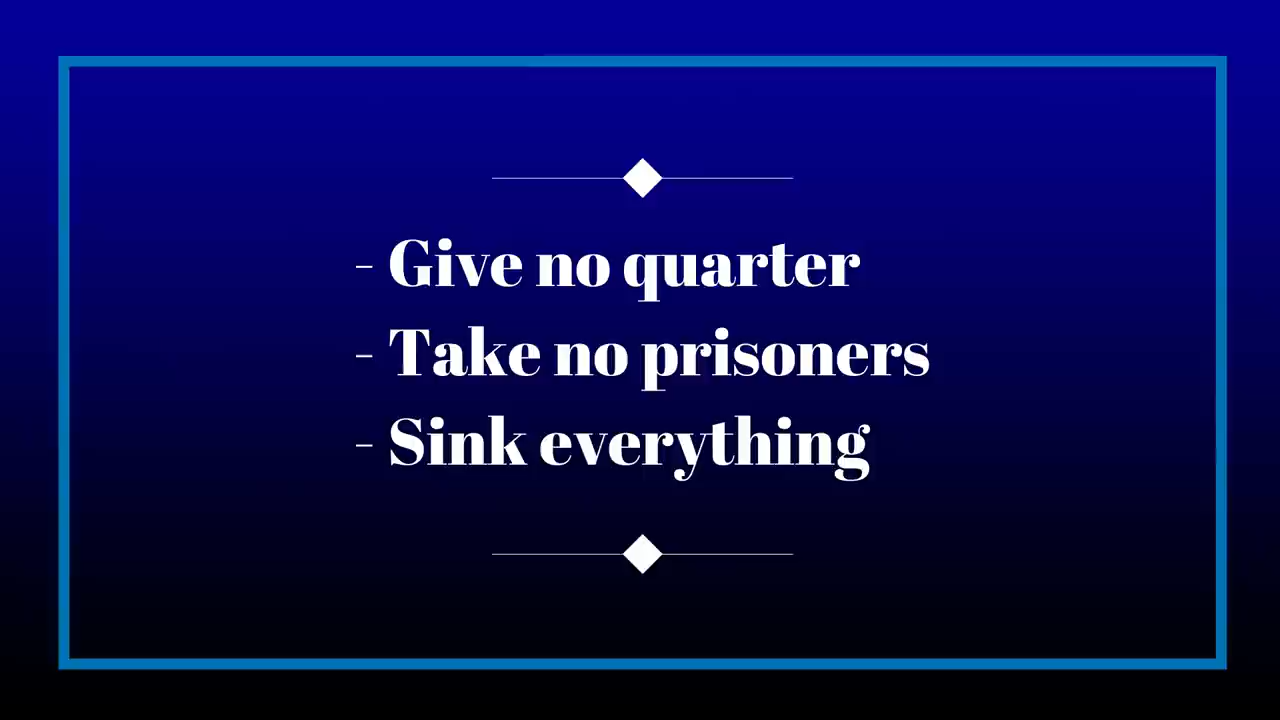 - Give no quarter
- Take no prisoners
- Sink everything